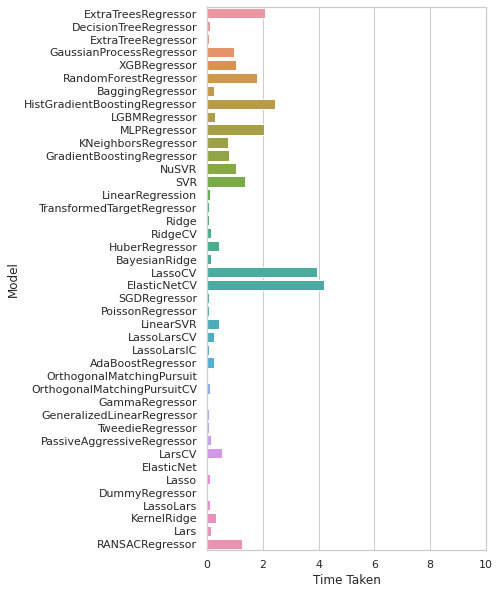 ExtraTreesRegressor
DecisionTreeRegressor
ExtraTreeRegressor
GaussianProcessRegressor
XGBRegressor
RandomForestRegressor
BaggingRegressor
HistGradientBoostingRegressor
LGBMRegressor
MLPRegressor
KNeighborsRegressor
GradientBoostingRegressor
NuSVR
SVR
LinearRegression
TransformedTargetRegressor
Ridge
RidgeCV
HuberRegressor
BayesianRidge
LassoCV
ElasticNetCV
SGDRegressor
PoissonRegressor
LinearSVR
LassoLarsCV
LassoLarsIC
AdaBoostRegressor
OrthogonalMatchingPursuit
OrthogonalMatchingPursuitCV
GammaRegressor
GeneralizedLinearRegressor
TweedieRegressor
PassiveAggressiveRegressor
LarsCV
ElasticNet
Lasso
DummyRegressor
LassoLars
KernelRidge
Lars
RANSACRegressor
Model
0 2 4 6 8 10
Time Taken